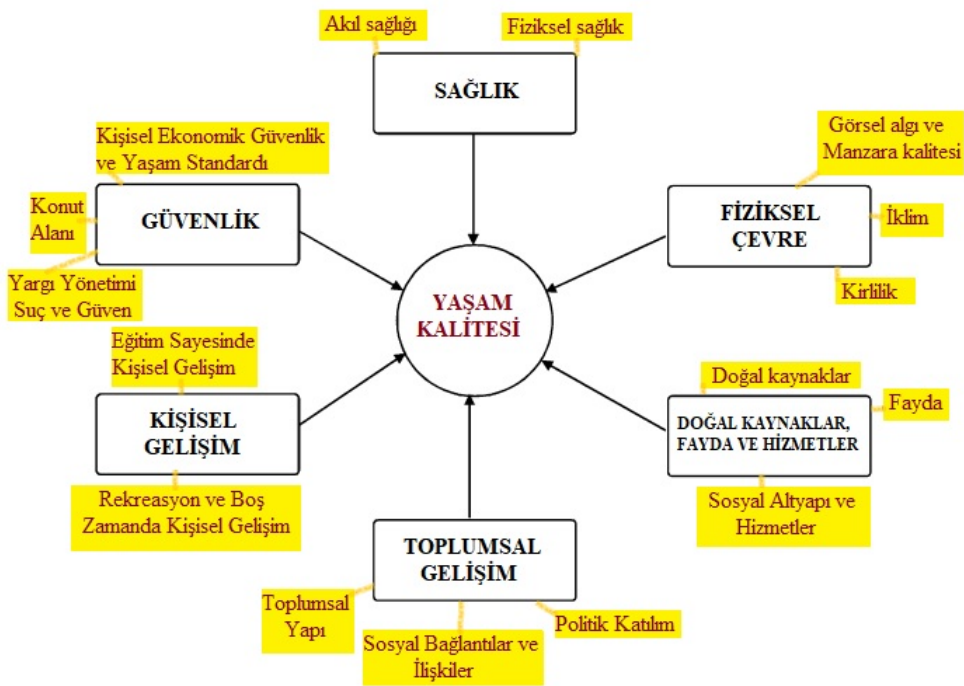 Akıl sağlığı
Fiziksel sağlık
SAĞLIK
Kişisel Ekonomik Güvenlik
ve Yaşam Standardı
Konut
Alanı
GÜVENLİK
Yargı Yönetimi
Suç ve Güven
Görsel algı ve
Manzara kalitesi
FİZİKSEL
ÇEVRE
İklim
Kirlilik
YAŞAM
KALİTESİ
Eğitim Sayesinde
Kişisel Gelişim
KİŞİSEL
GELİŞİM
Rekreasyon ve Boş
Zamanda Kişisel Gelişim
Doğal kaynaklar
Fayda
DOĞAL KAYNAKLAR,
FAYDA VE HİZMETLER
Sosyal Altyapı ve
Hizmetler
TOPLUMSAL
GELİŞİM
Toplumsal
Yapı
Sosyal Bağlantılar ve
İlişkiler
Politik Katılım